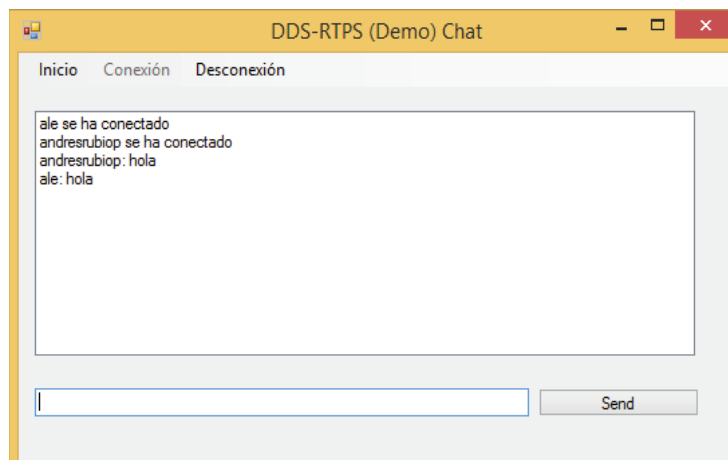 DDS-RTPS (Demo) Chat
Inicio Conexión Desconexión
ale se ha conectado
andresrubiop se ha conectado
andresrubiop: hola
ale: hola
Send